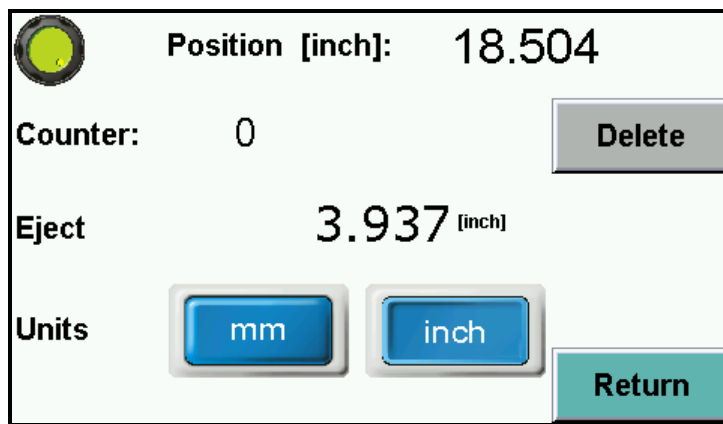 Position [inch]: 18.504
Counter: 0 Delete
Eject 3.937 [inch]
Units mm inch
Return